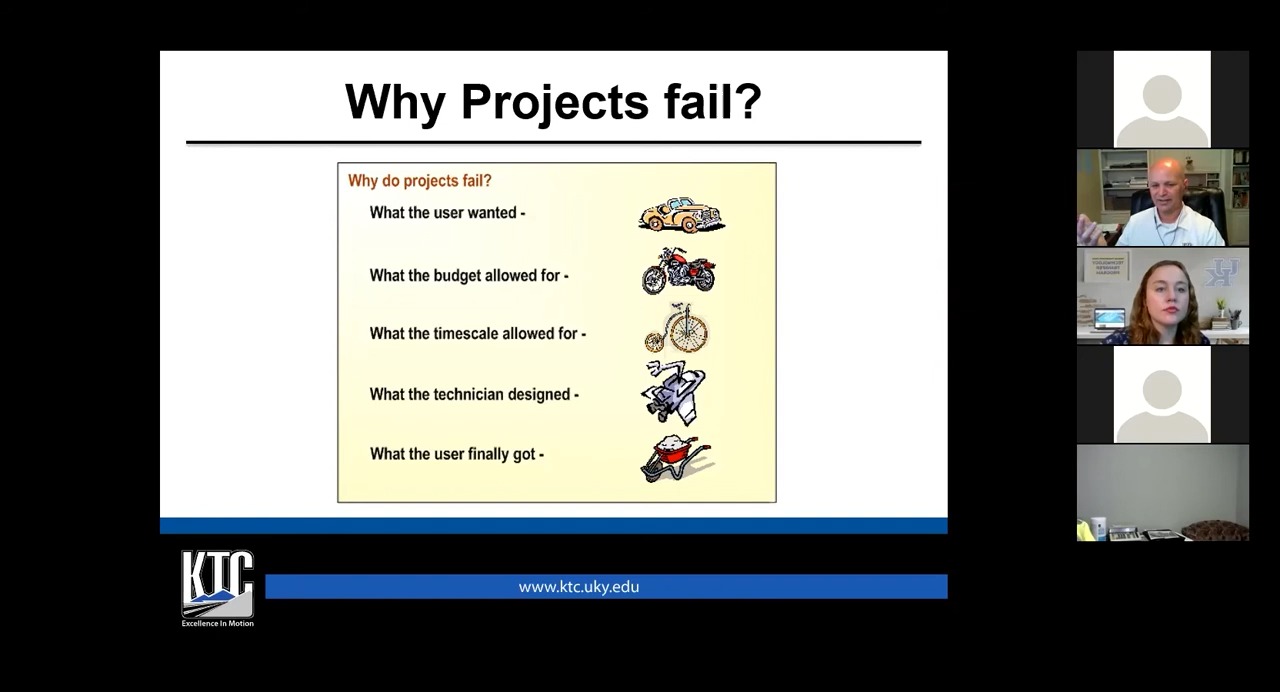 Why Projects fail?
Why do projects fail?
What the user wanted -
What the budget allowed for -
What the timescale allowed for -
What the technician designed -
What the user finally got -
KTC
Excellence In Motion
www.ktc.uky.edu
UK